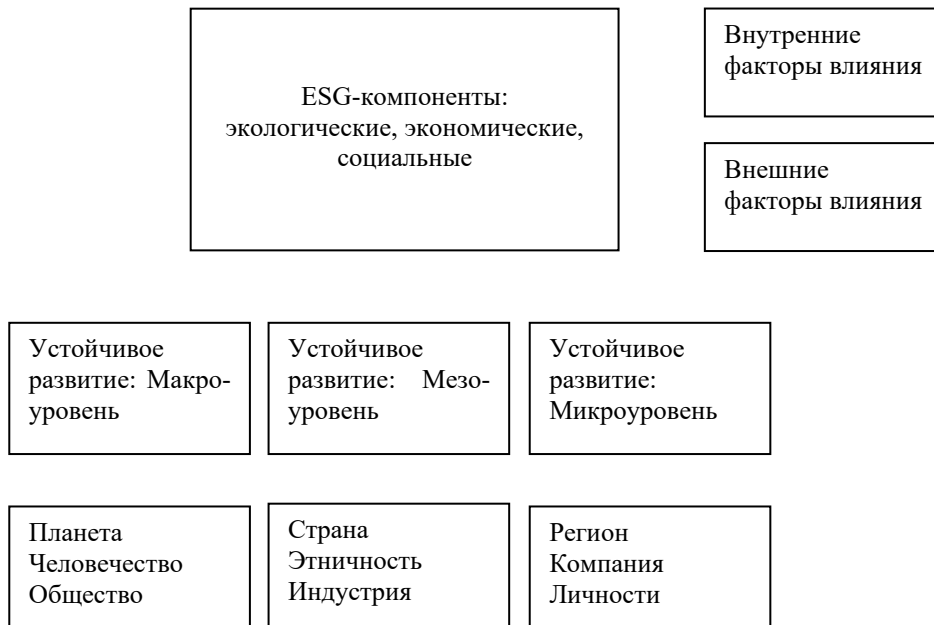 ESG-компоненты:
экологические, экономические,
социальные
Внутренние
факторы влияния
Внешние
факторы влияния
Устойчивое
развитие: Макро-
уровень
Устойчивое
развитие: Мезо-
уровень
Устойчивое
развитие:
Микроуровень
Планета
Человечество
Общество
Страна
Этничность
Индустрия
Регион
Компания
Личности